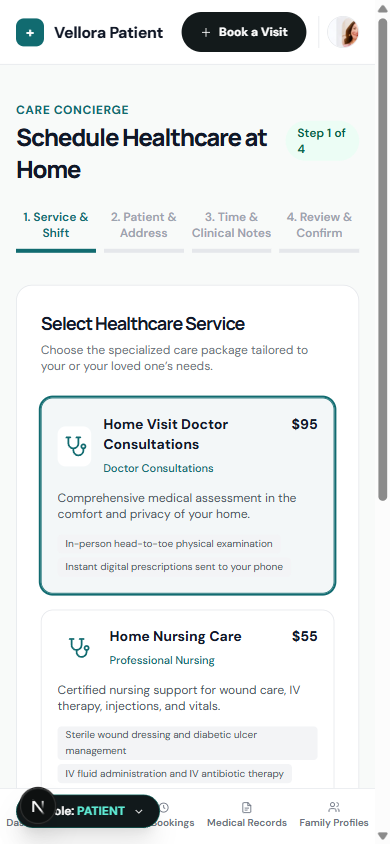 + Vellora Patient
+ Book a Visit
CARE CONCIERGE
Schedule Healthcare at
Home
Step 1 of
4
1. Service &
Shift
2. Patient &
Address
3. Time &
Clinical Notes
4. Review &
Confirm
Select Healthcare Service
Choose the specialized care package tailored to
your or your loved one’s needs.
Home Visit Doctor
Consultations
$95
Doctor Consultations
Comprehensive medical assessment in the
comfort and privacy of your home.
In-person head-to-toe physical examination
Instant digital prescriptions sent to your phone
Home Nursing Care
$55
Professional Nursing
Certified nursing support for wound care, IV
therapy, injections, and vitals.
Sterile wound dressing and diabetic ulcer
management
IV fluid administration and IV antibiotic therapy
N
PATIENT
Medical Records
Family Profiles